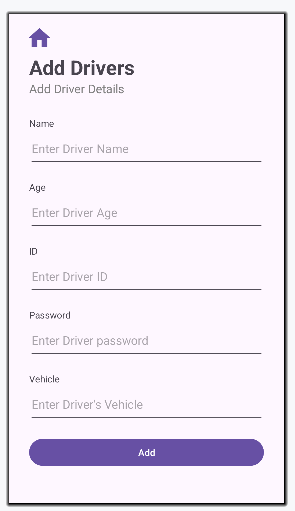 Add Drivers
Add Driver Details
Name
Enter Driver Name
Age
Enter Driver Age
ID
Enter Driver ID
Password
Enter Driver password
Vehicle
Enter Driver's Vehicle
Add